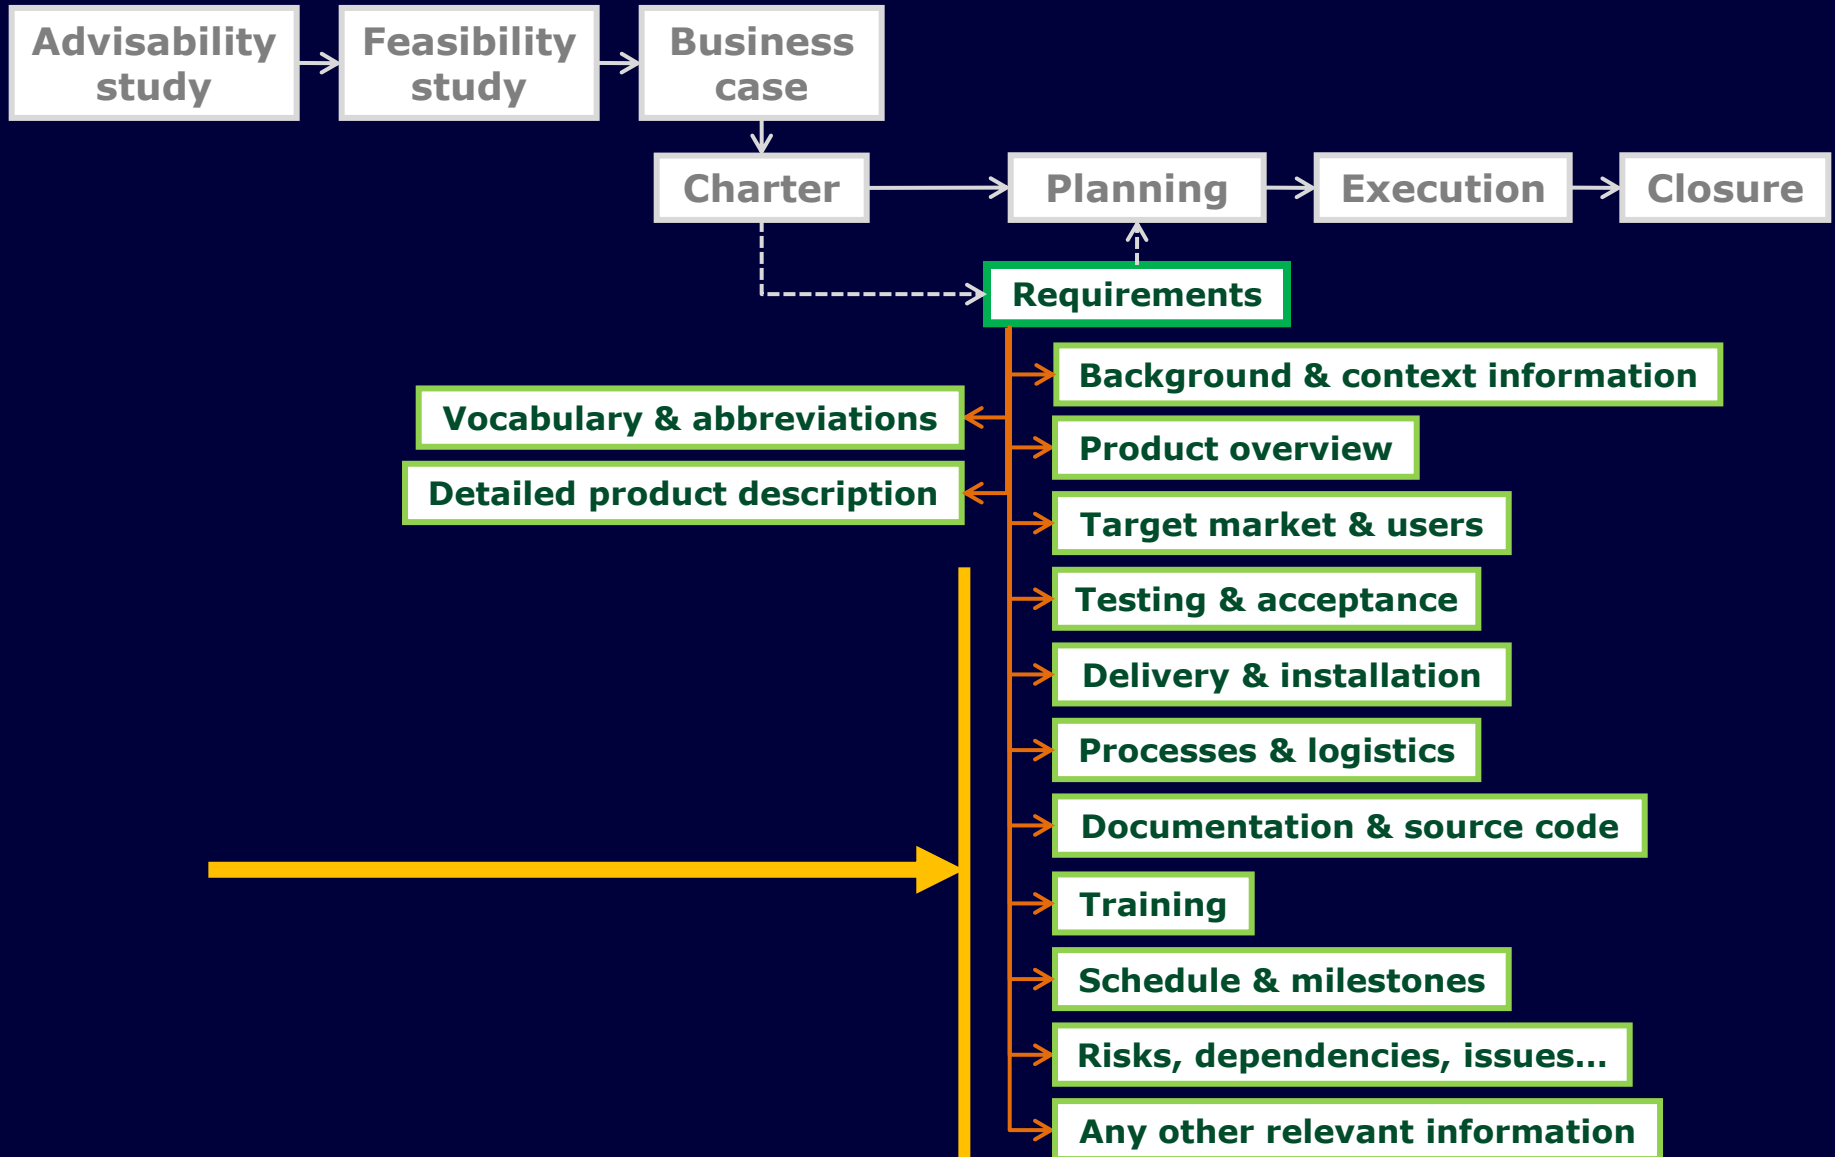 Advisability
study
Feasibility
study
Business
case
Charter
Planning
Execution
Closure
Requirements
Background & context information
Vocabulary & abbreviations
Product overview
Detailed product description
Target market & users
Testing & acceptance
Delivery & installation
Processes & logistics
Documentation & source code
Training
Schedule & milestones
Risks, dependencies, issues...
Any other relevant information